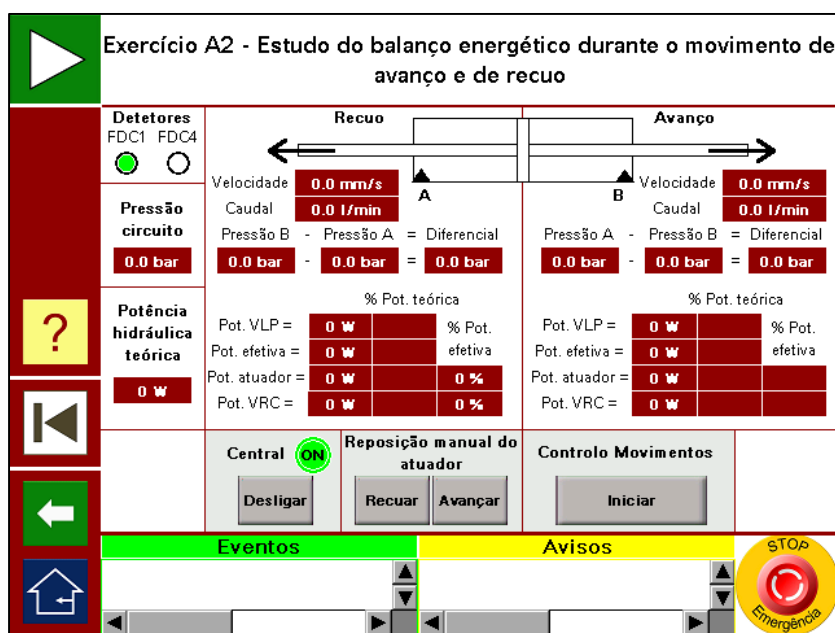 Exercício A2 - Estudo do balanço energético durante o movimento de
avanço e de recuo
Detetores
FDC1 FDC4
Pressão
circuito
0.0 bar
Potência
hidráulica
teórica
0 W
Recuo
Velocidade 0.0 mm/s
Caudal 0.0 l/min
A
Pressão B - Pressão A = Diferencial
0.0 bar - 0.0 bar = 0.0 bar
% Pot. teórica
Pot. VLP = 0 W % Pot.
Pot. efetiva = 0 W efetiva
Pot. atuador = 0 W 0 %
Pot. VRC = 0 W 0 %
Avanço
B
Velocidade 0.0 mm/s
Caudal 0.0 l/min
Pressão A - Pressão B = Diferencial
0.0 bar - 0.0 bar = 0.0 bar
% Pot. teórica
Pot. VLP = 0 W % Pot.
Pot. efetiva = 0 W efetiva
Pot. atuador = 0 W
Pot. VRC = 0 W
?
Central ON
Desligar
Reposição manual do
atuador
Recuar Avançar
Controlo Movimentos
Iniciar
Eventos
Avisos
STOP
Emergência